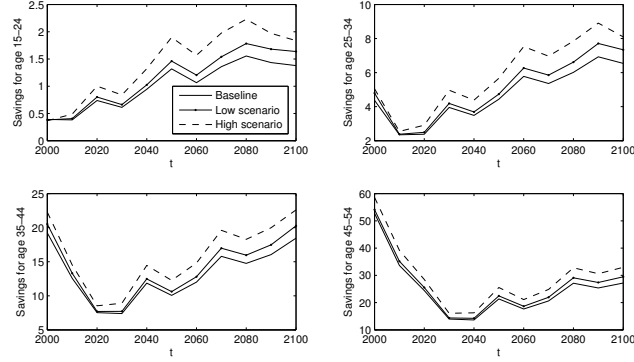 Savings for age 15–24
2.5
2
1.5
1
0.5
0
2000 2020 2040 2060 2080 2100
t
Baseline
Low scenario
High scenario
Savings for age 25–34
8
6
4
2
2000 2020 2040 2060 2080 2100
t
Savings for age 35–44
25
20
15
10
5
2000 2020 2040 2060 2080 2100
t
Savings for age 45–54
60
50
40
30
20
10
2000 2020 2040 2060 2080 2100
t